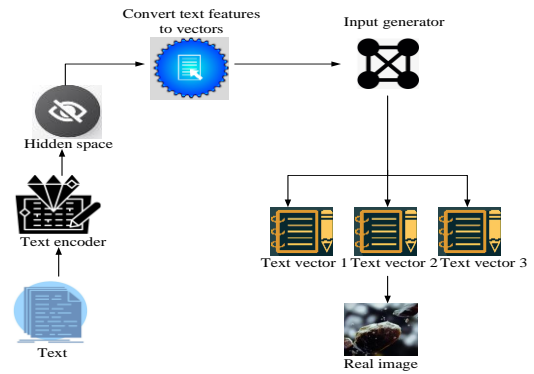 Convert text features
to vectors
Input generator
Hidden space
Text encoder
Text vector 1 Text vector 2 Text vector 3
Text
Real image